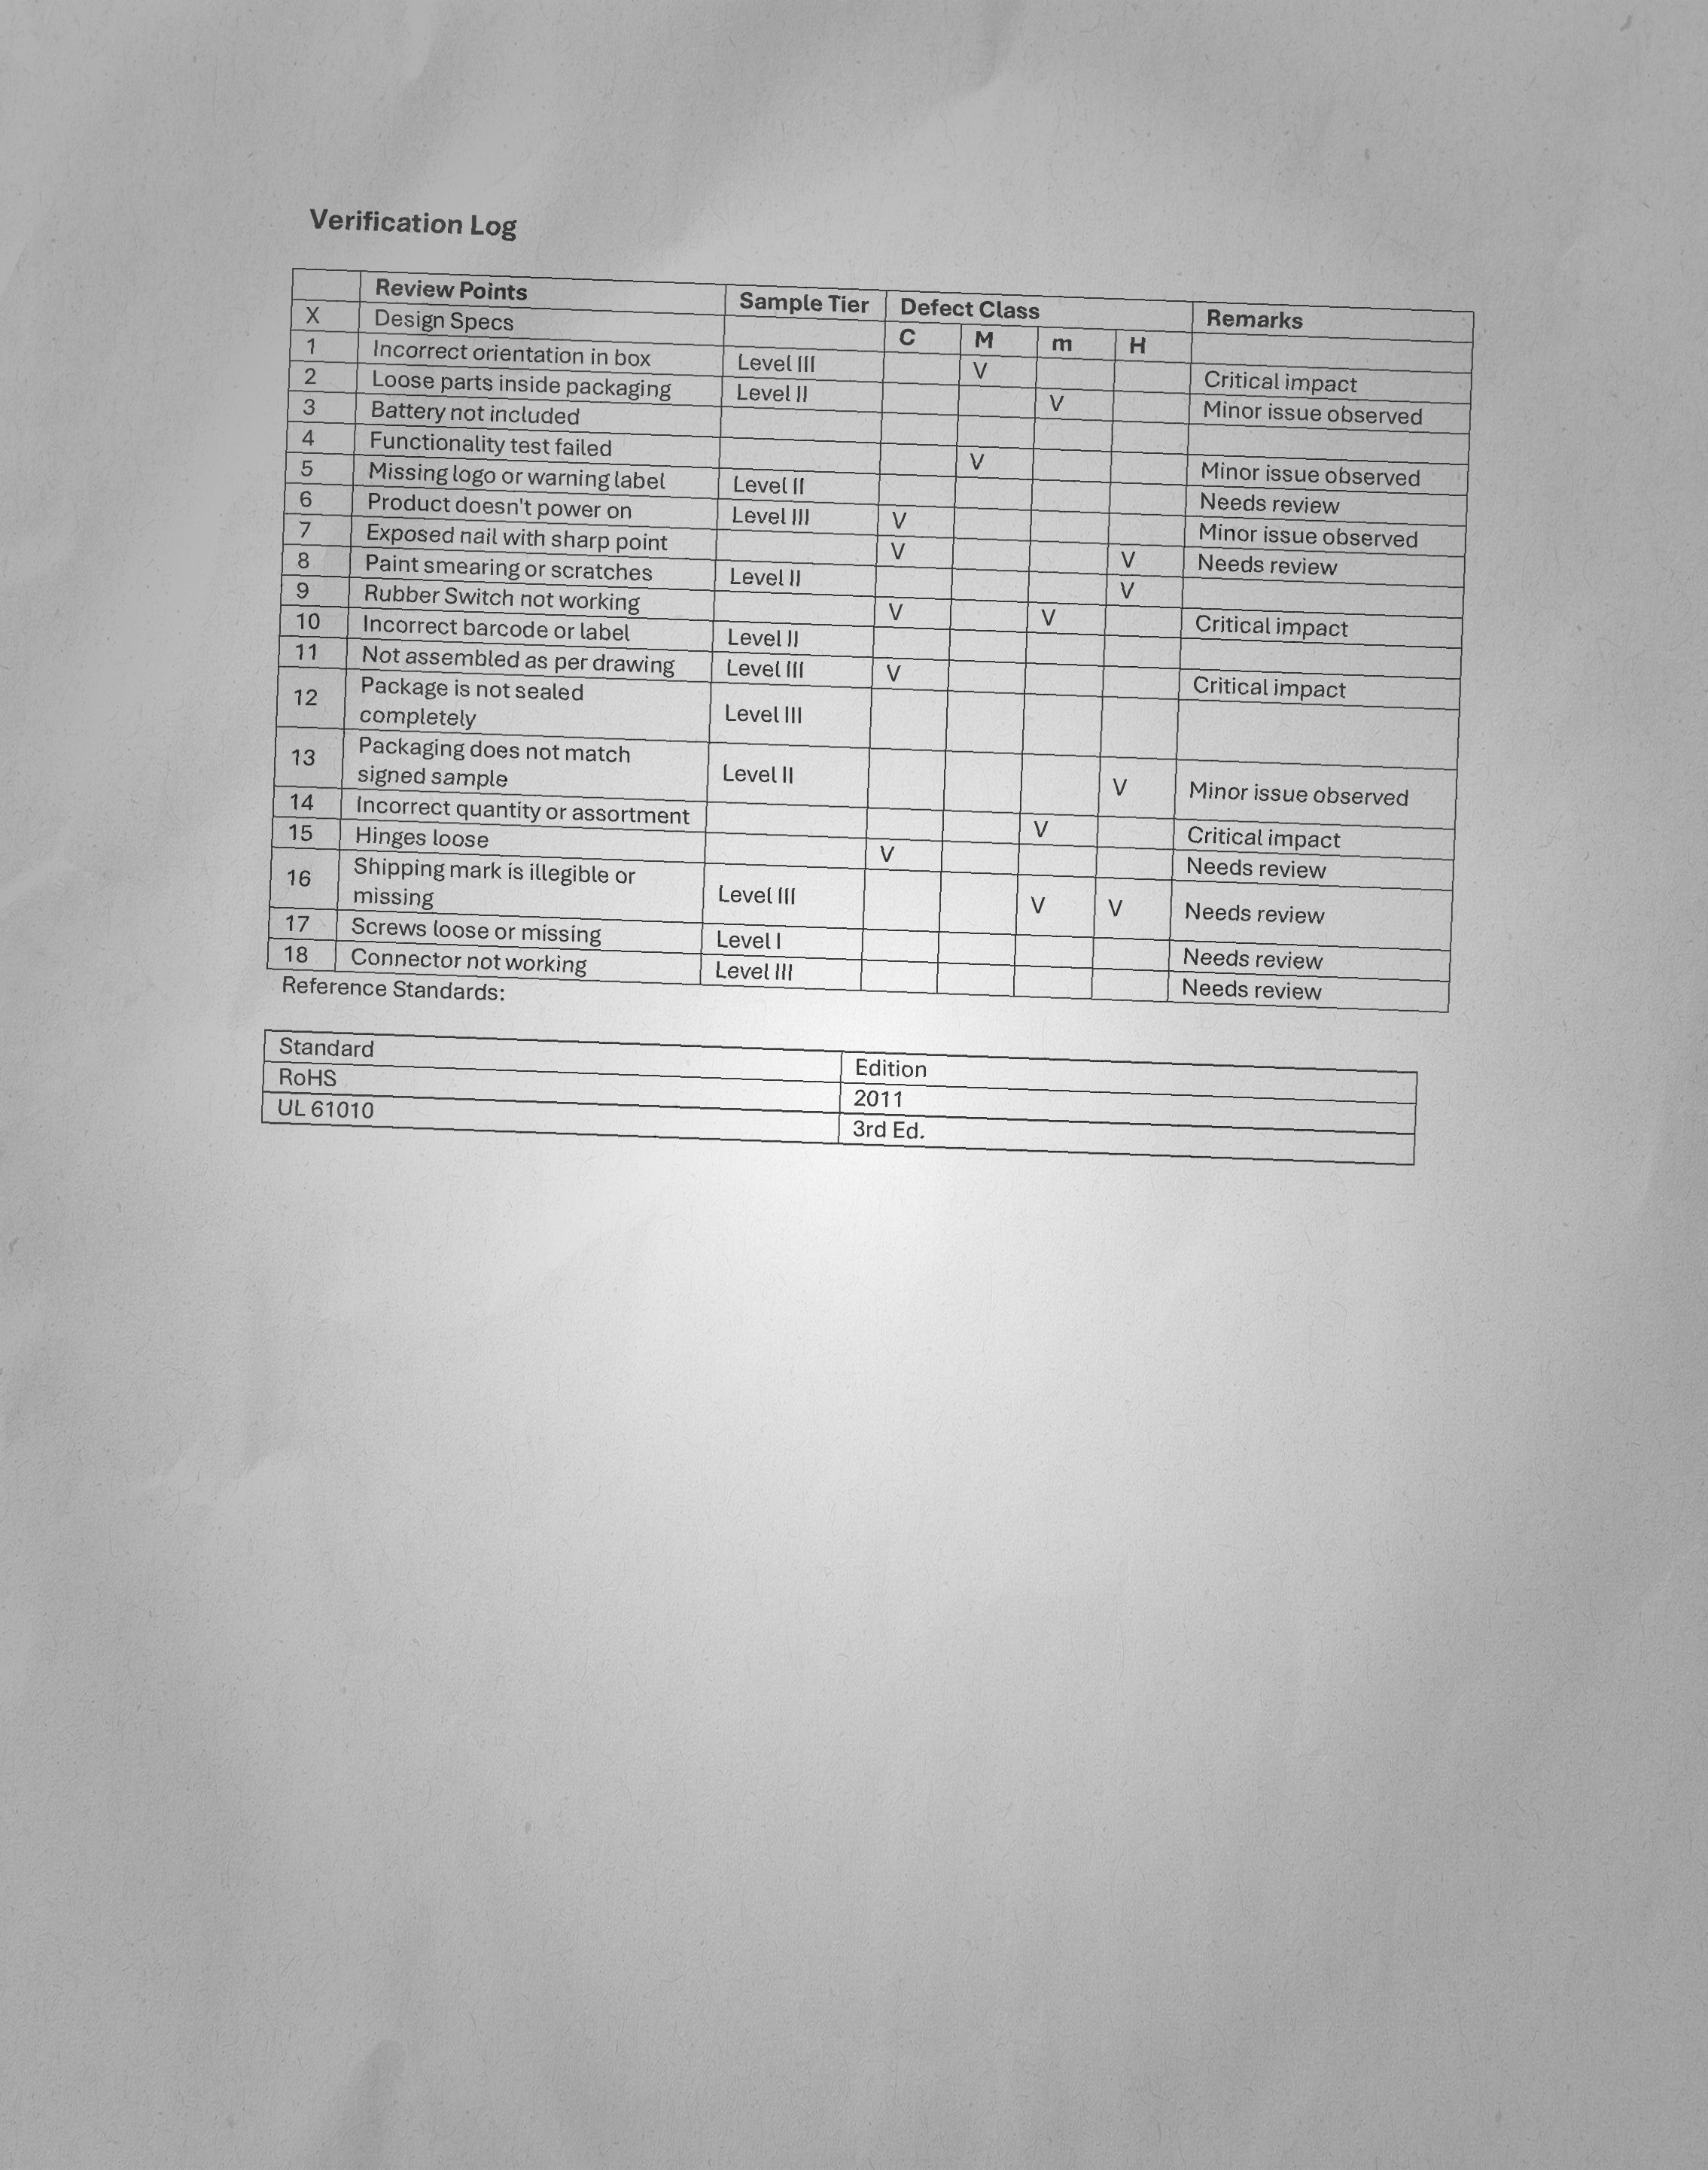 Verification Log
Review Points Sample Tier Defect Class Remarks
X Design Specs C M m H
1 Incorrect orientation in box Level III V Critical impact
2 Loose parts inside packaging Level II V Minor issue observed
3 Battery not included
4 Functionality test failed V Minor issue observed
5 Missing logo or warning label Level II Needs review
6 Product doesn't power on Level III V Minor issue observed
7 Exposed nail with sharp point V V Needs review
8 Paint smearing or scratches Level II V
9 Rubber Switch not working V V Critical impact
10 Incorrect barcode or label Level II
11 Not assembled as per drawing Level III V Critical impact
12 Package is not sealed
completely Level III
13 Packaging does not match
signed sample Level II V Minor issue observed
14 Incorrect quantity or assortment V Critical impact
15 Hinges loose V Needs review
16 Shipping mark is illegible or
missing Level III V V Needs review
17 Screws loose or missing Level I Needs review
18 Connector not working Level III Needs review
Reference Standards:
Standard Edition
RoHS 2011
UL 61010 3rd Ed.